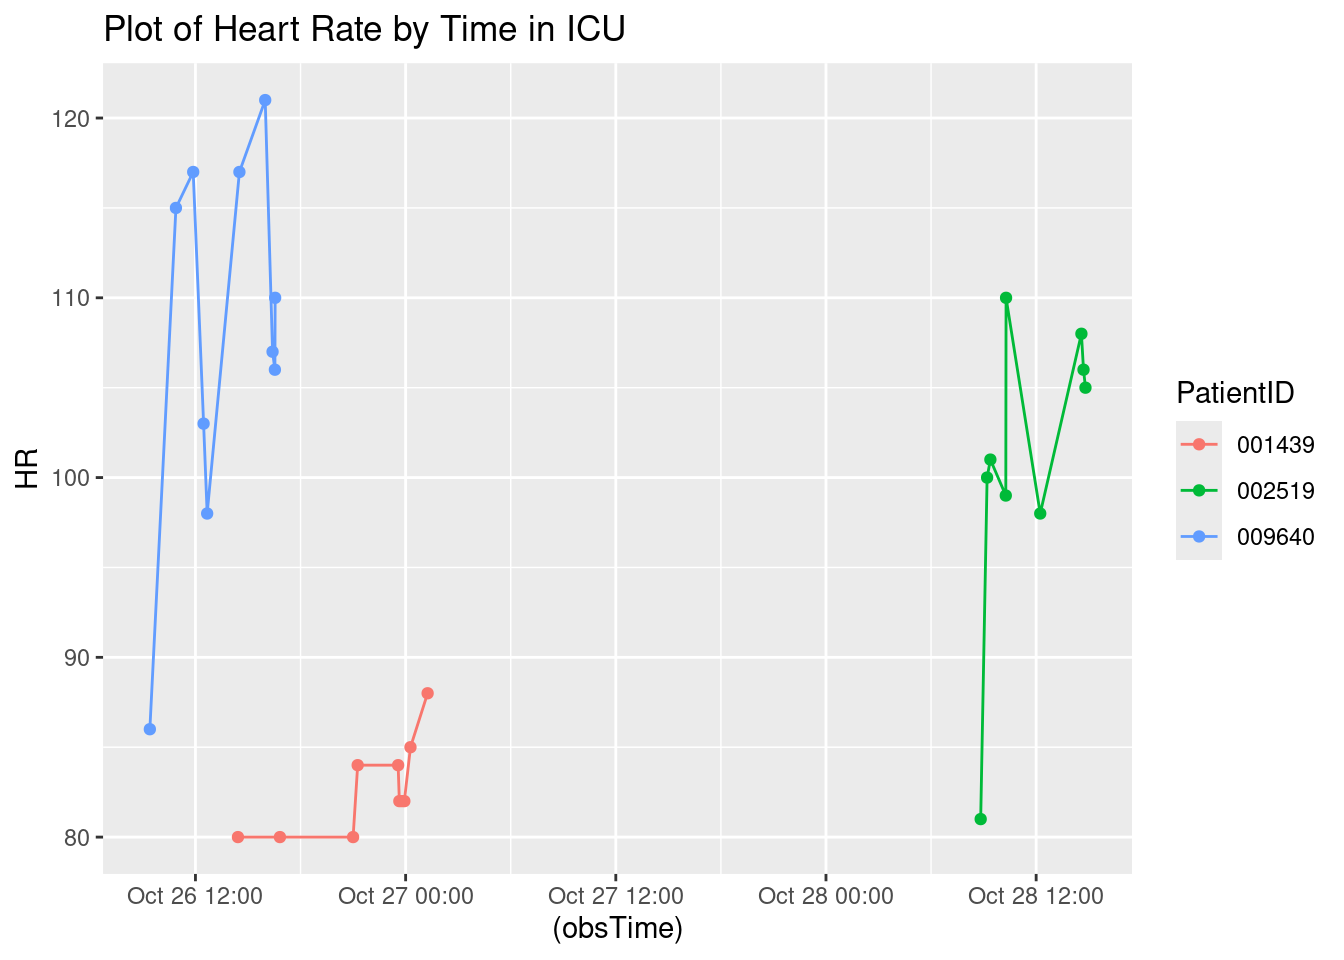 Plot of Heart Rate by Time in ICU
120
110
100
90
80
HR
Oct 26 12:00
Oct 27 00:00
Oct 27 12:00
Oct 28 00:00
Oct 28 12:00
(obsTime)
PatientID
001439
002519
009640